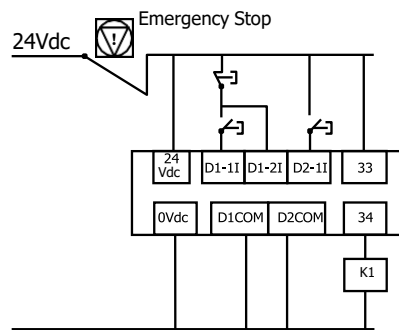 Emergency Stop
24Vdc
!
24
Vdc
D1-1I D1-2I D2-1I 33
0Vdc D1COM D2COM 34
K1